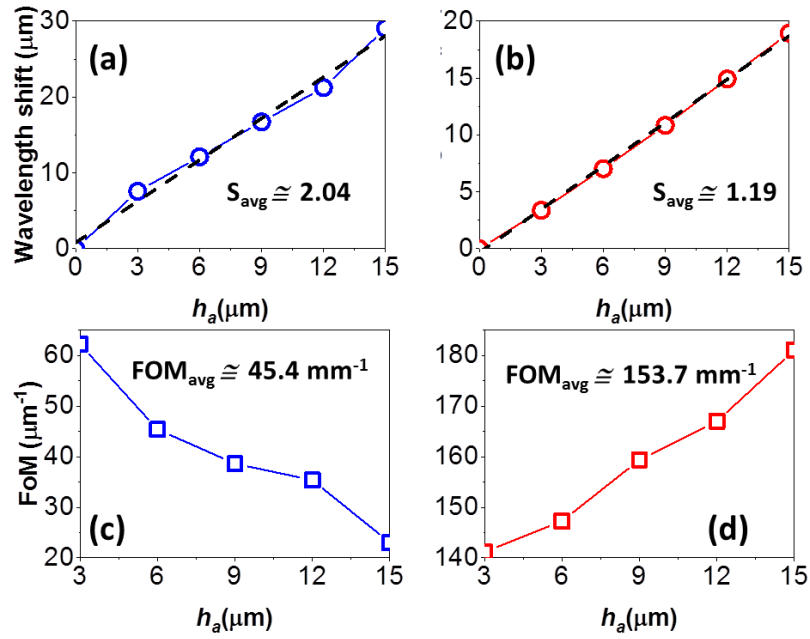 30
(a)
Wavelength shift (μm)
20
10
0
S_avg ≅ 2.04
0 3 6 9 12 15
h_a(μm)
20
(b)
15
10
5
0
S_avg ≅ 1.19
0 3 6 9 12 15
h_a(μm)
60
FOM_avg ≅ 45.4 mm⁻¹
50
FoM (μm⁻¹)
40
30
(c)
20
3 6 9 12 15
h_a(μm)
180
FOM_avg ≅ 153.7 mm⁻¹
170
160
150
(d)
140
3 6 9 12 15
h_a(μm)